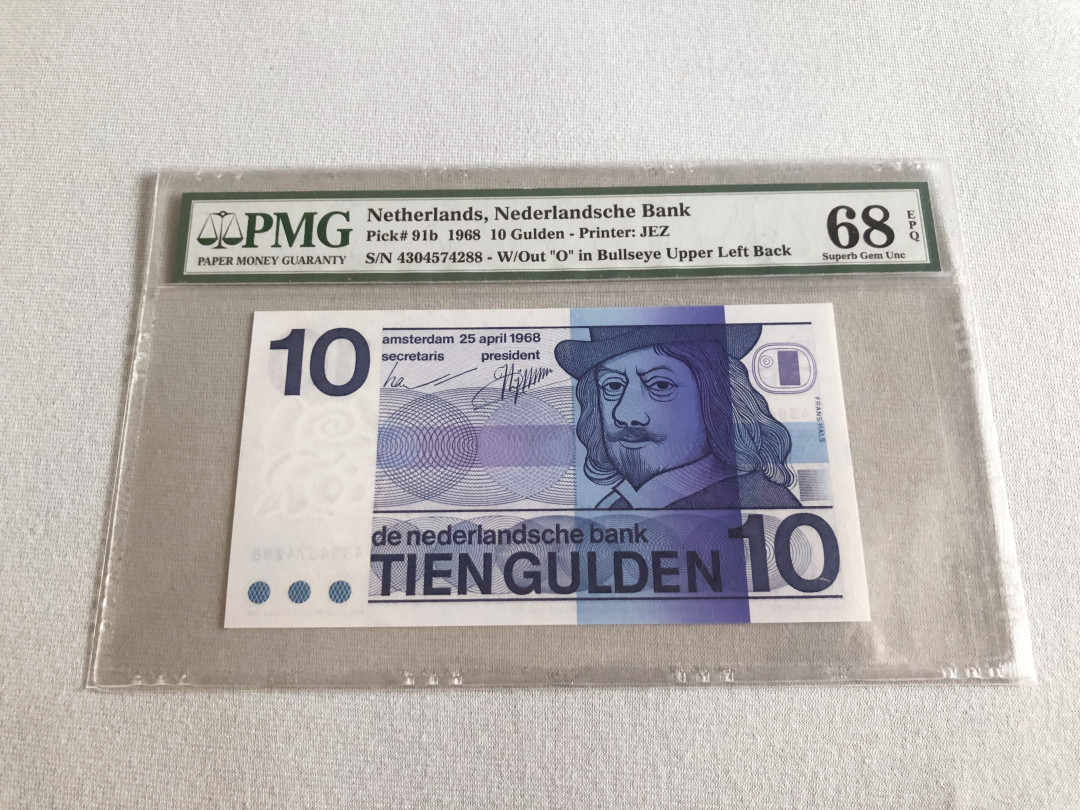 PMG
PAPER MONEY GUARANTY
Netherlands, Nederlandsche Bank
Pick# 91b 1968 10 Gulden - Printer: JEZ
S/N 4304574288 - W/Out "O" in Bullseye Upper Left Back
68
EPQ
Superb Gem Unc
10
amsterdam 25 april 1968
secretaris president
FRANS HALS
de nederlandsche bank
TIEN GULDEN 10